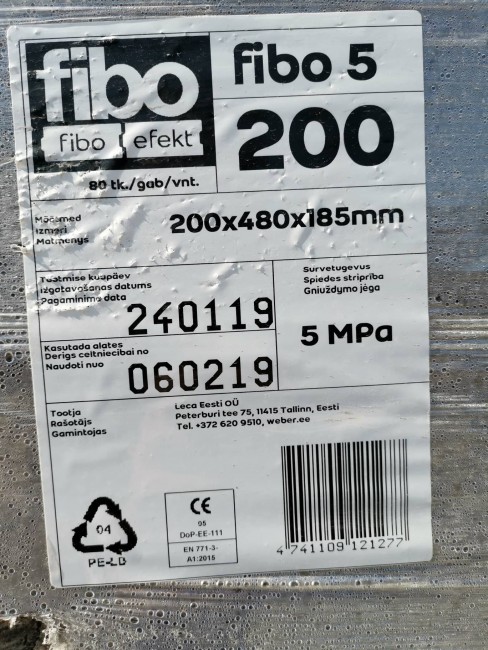 fibo
fibo efekt
fibo 5
200
80 tk./gab/vnt.
Mõõtmed
Izmēri
Matmenys
200x480x185mm
Tootmise kuupäev
Izgatavošanas datums
Pagaminimo data
240119
Kasutada alates
Derīgs celtniecībai no
Naudoti nuo
060219
Survetugevus
Spiedes stiprība
Gniuždymo jėga
5 MPa
Tootja
Ražotājs
Gamintojas
Leca Eesti OÜ
Peterburi tee 75, 11415 Tallinn, Eesti
Tel. +372 620 9510, weber.ee
04
PE-LD
CE
05
DoP-EE-111
EN 771-3-
A1:2015
4 741109 121277